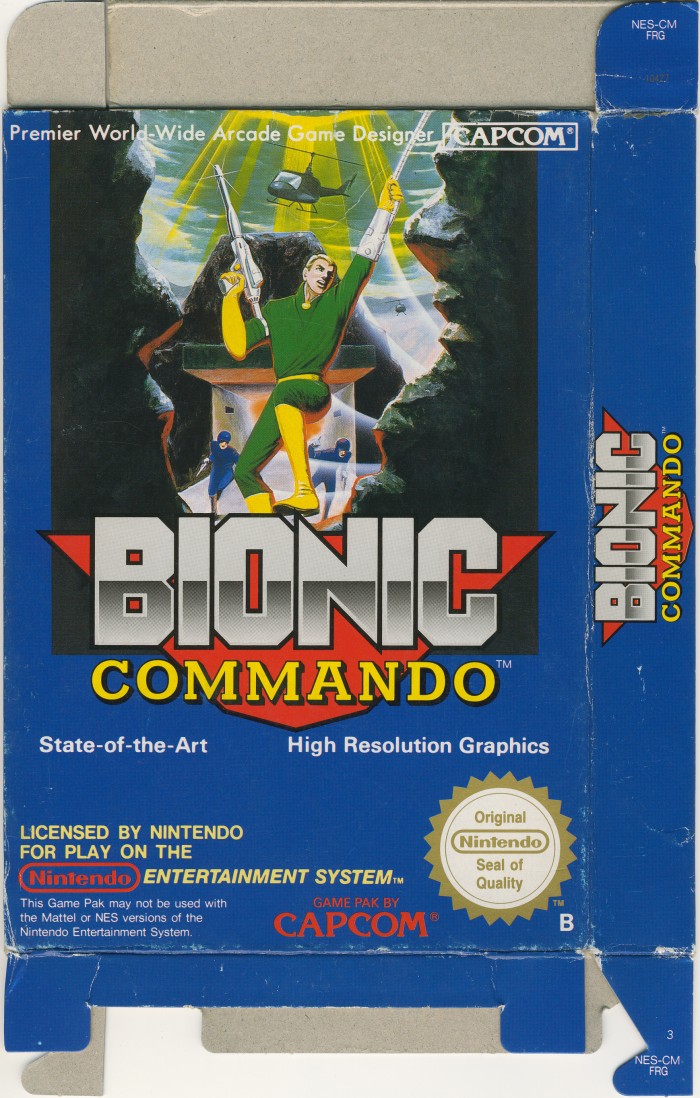 NES-CM
FRG
Premier World-Wide Arcade Game Designer CAPCOM®
BIONIC
COMMANDO™
State-of-the-Art High Resolution Graphics
LICENSED BY NINTENDO
FOR PLAY ON THE
Nintendo ENTERTAINMENT SYSTEM™
This Game Pak may not be used with
the Mattel or NES versions of the
Nintendo Entertainment System.
GAME PAK BY
CAPCOM®
Original
Nintendo
Seal of
Quality
™
B
BIONIC™
COMMANDO
3
NES-CM
FRG